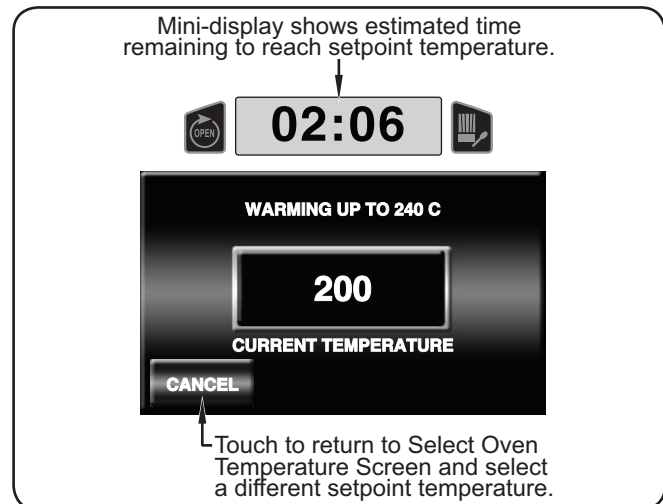 Mini-display shows estimated time
remaining to reach setpoint temperature.
OPEN
02:06
WARMING UP TO 240 C
200
CURRENT TEMPERATURE
CANCEL
Touch to return to Select Oven
Temperature Screen and select
a different setpoint temperature.